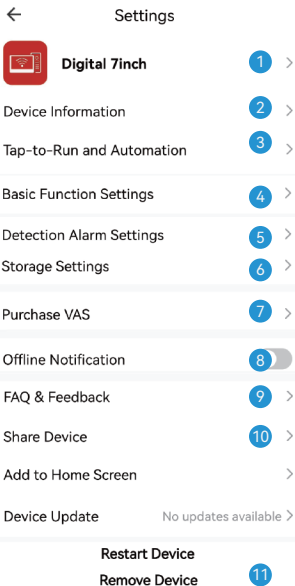 Settings
Digital 7inch 1
Device Information 2
Tap-to-Run and Automation 3
Basic Function Settings 4
Detection Alarm Settings 5
Storage Settings 6
Purchase VAS 7
Offline Notification 8
FAQ & Feedback 9
Share Device 10
Add to Home Screen
Device Update No updates available
Restart Device
Remove Device 11